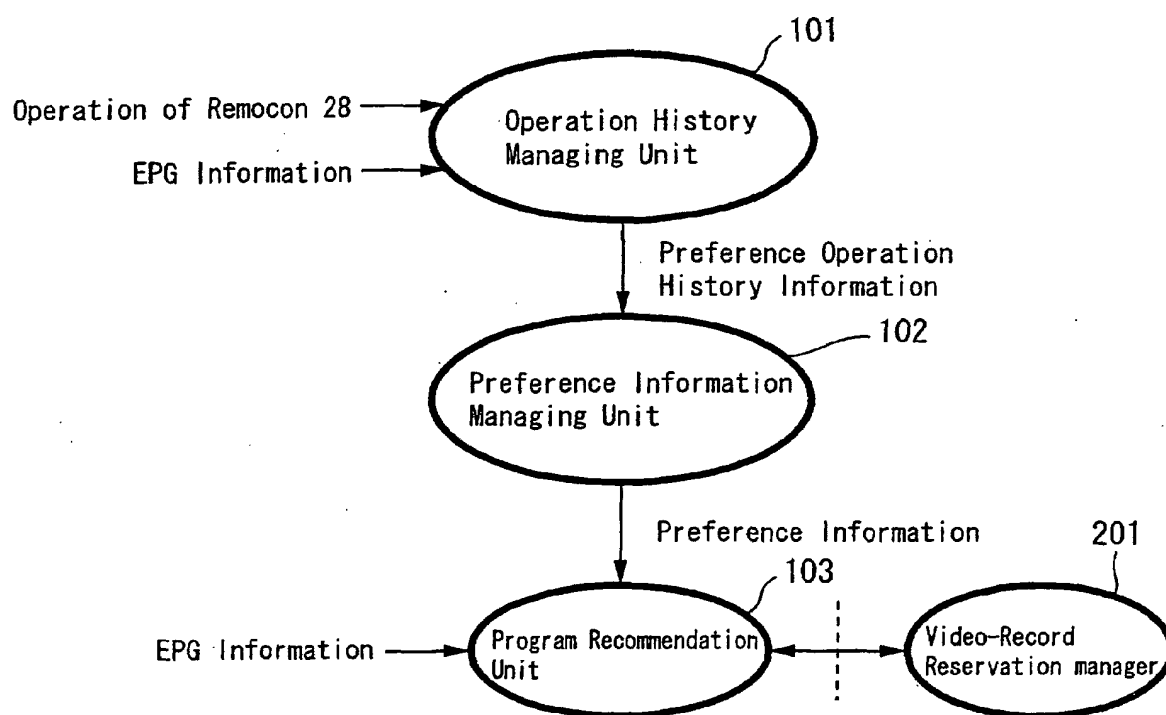 101
Operation of Remocon 28
Operation History
Managing Unit
EPG Information
Preference Operation
History Information
102
Preference Information
Managing Unit
Preference Information
201
103
EPG Information
Program Recommendation
Unit
Video-Record
Reservation manager